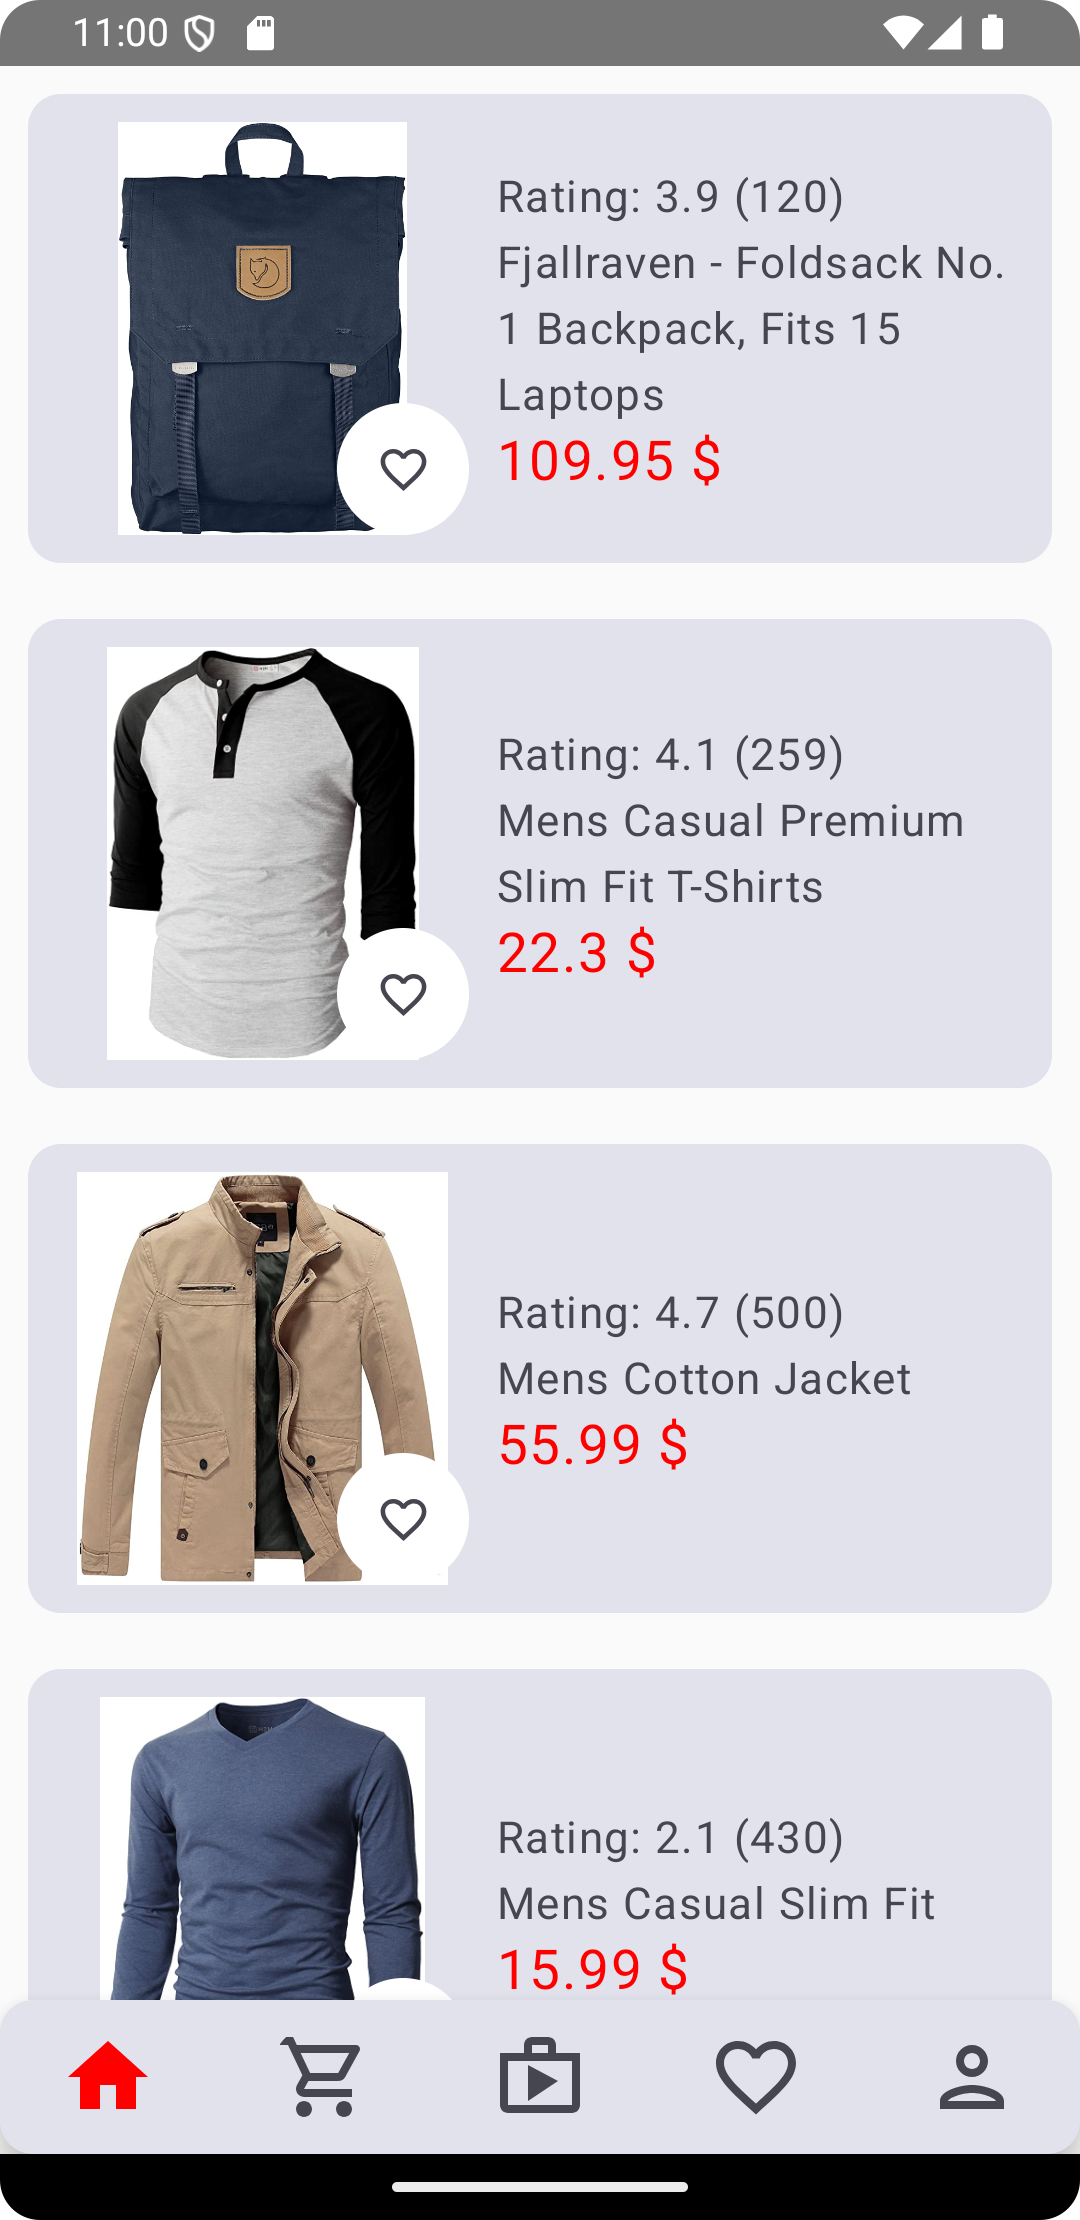 11:00
Rating: 3.9 (120)
Fjallraven - Foldsack No.
1 Backpack, Fits 15
Laptops
109.95 $
Rating: 4.1 (259)
Mens Casual Premium
Slim Fit T-Shirts
22.3 $
Rating: 4.7 (500)
Mens Cotton Jacket
55.99 $
Rating: 2.1 (430)
Mens Casual Slim Fit
15.99 $